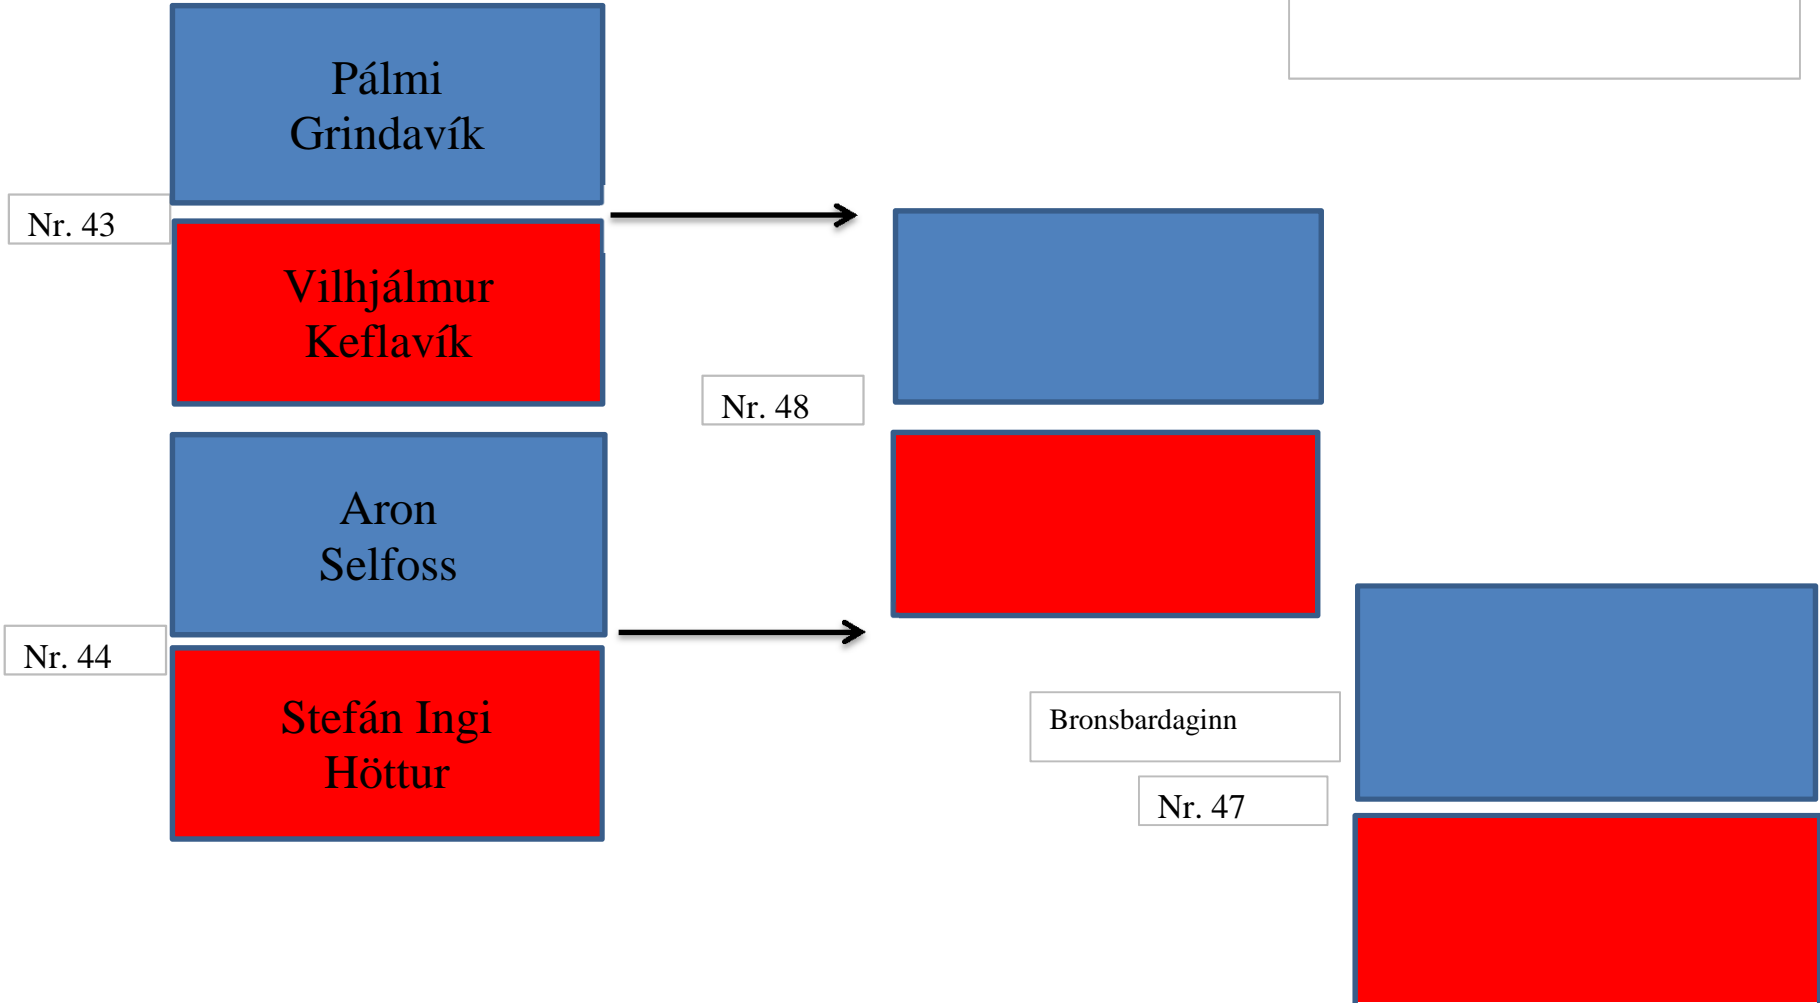 Pálmi
Grindavík
Nr. 43
Vilhjálmur
Keflavík
Nr. 48
Aron
Selfoss
Nr. 44
Stefán Ingi
Höttur
Bronsbardaginn
Nr. 47